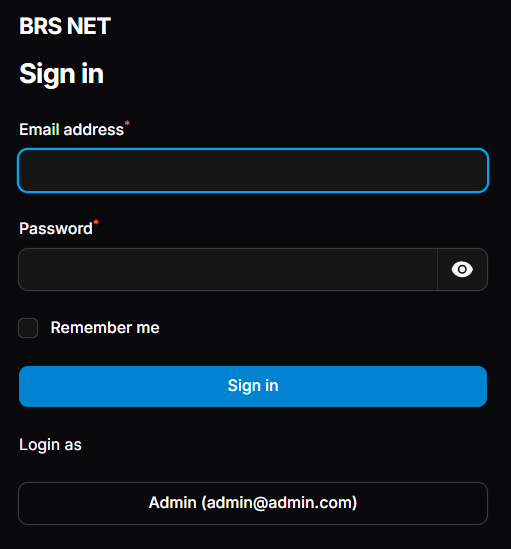 BRS NET
Sign in
Email address*
Password*
Remember me
Sign in
Login as
Admin (admin@admin.com)